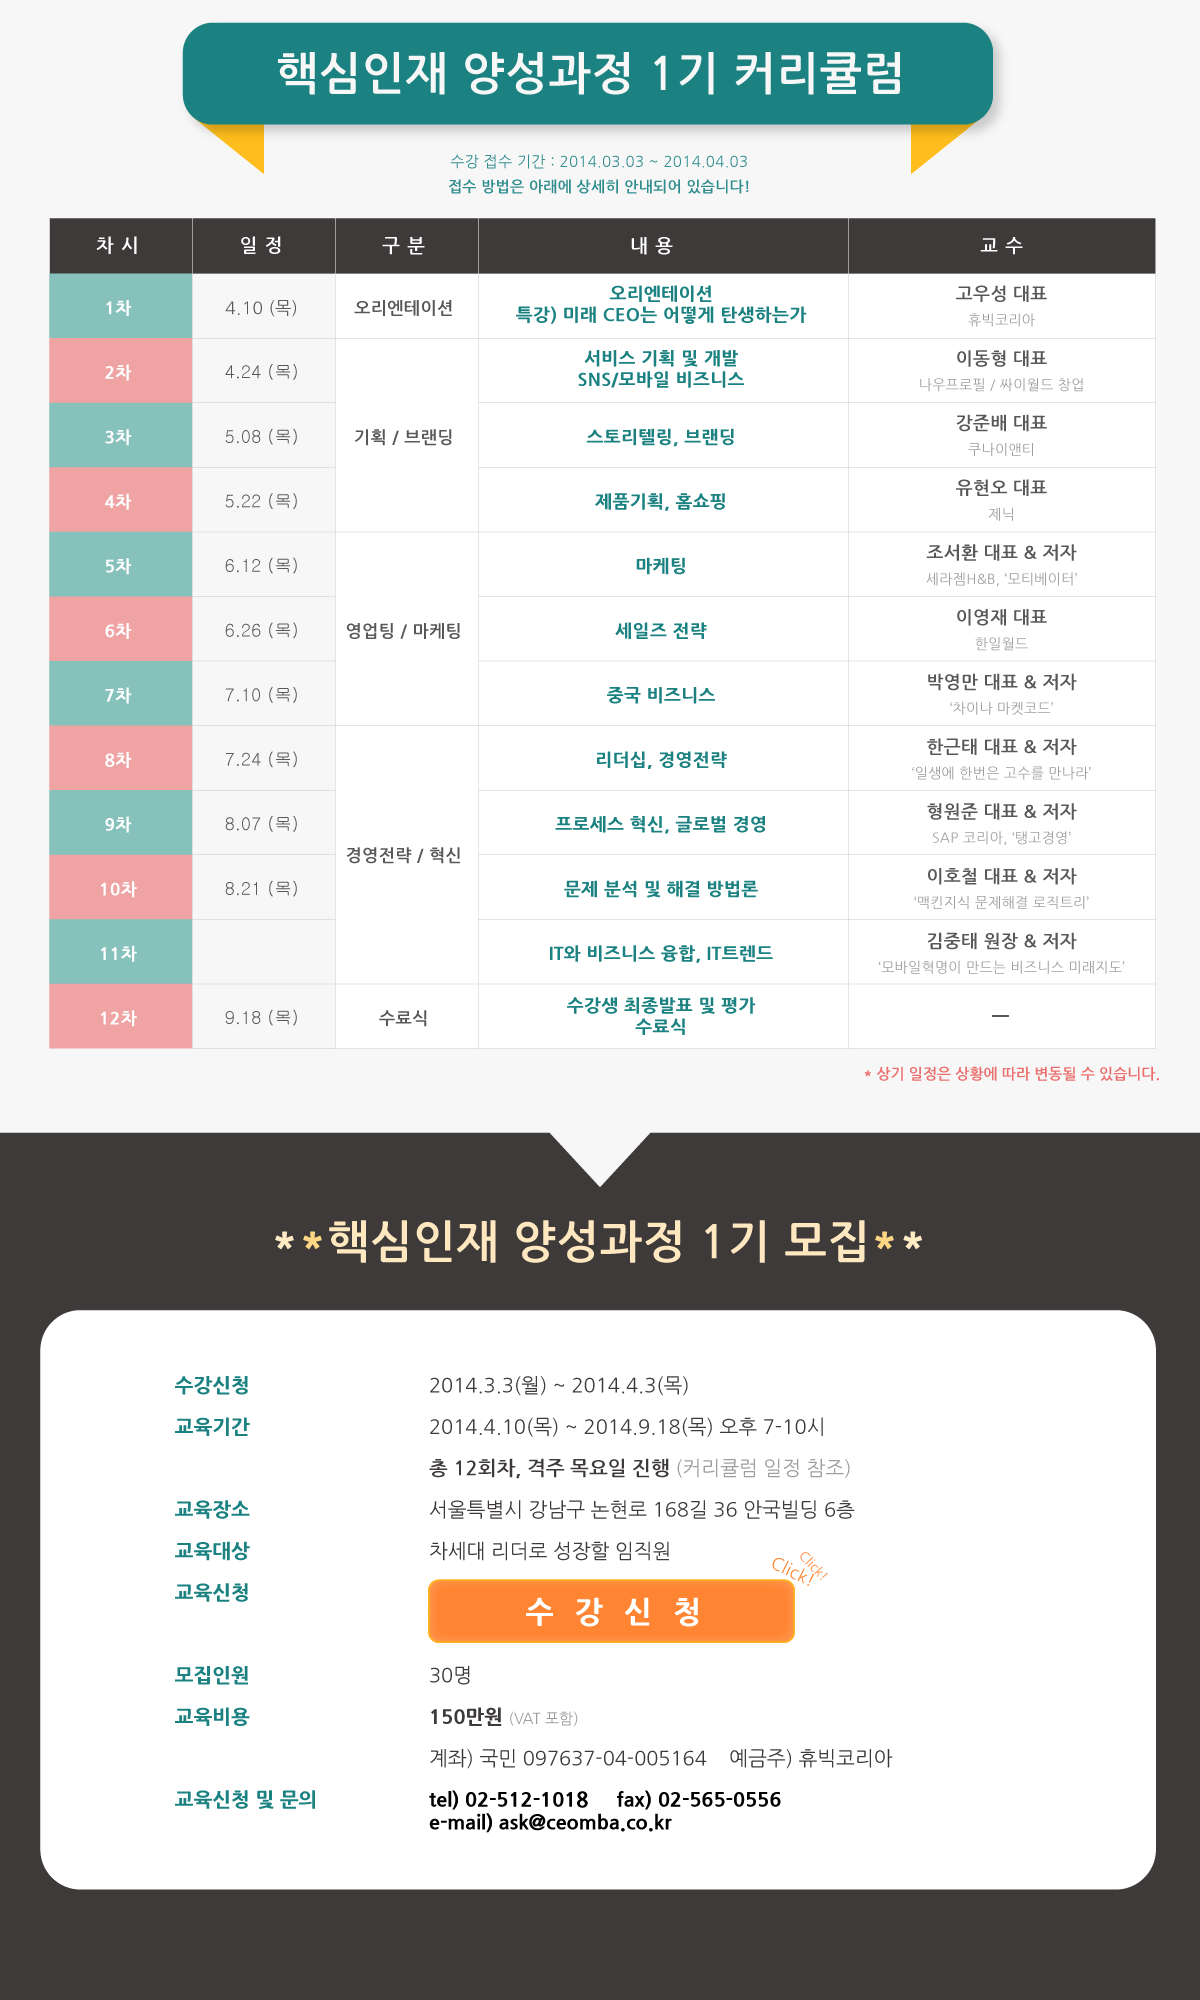 핵심인재 양성과정 1기 커리큘럼
수강 접수 기간 : 2014.03.03 ~ 2014.04.03
접수 방법은 아래에 상세히 안내되어 있습니다!
차 시 일 정 구 분 내 용 교 수
1차 4.10 (목) 오리엔테이션 오리엔테이션 고우성 대표
특강) 미래 CEO는 어떻게 탄생하는가 휴빅코리아
2차 4.24 (목) 서비스 기획 및 개발 이동형 대표
SNS/모바일 비즈니스 나우프로필 / 싸이월드 창업
3차 5.08 (목) 기획 / 브랜딩 스토리텔링, 브랜딩 강준배 대표
쿠나이앤티
4차 5.22 (목) 제품기획, 홈쇼핑 유현오 대표
제닉
5차 6.12 (목) 마케팅 조서환 대표 & 저자
세라젬H&B, ‘모티베이터’
6차 6.26 (목) 영업팅 / 마케팅 세일즈 전략 이영재 대표
한일월드
7차 7.10 (목) 중국 비즈니스 박영만 대표 & 저자
‘차이나 마켓코드’
8차 7.24 (목) 리더십, 경영전략 한근태 대표 & 저자
‘일생에 한번은 고수를 만나라’
9차 8.07 (목) 프로세스 혁신, 글로벌 경영 형원준 대표 & 저자
SAP 코리아, ‘탱고경영’
경영전략 / 혁신
10차 8.21 (목) 문제 분석 및 해결 방법론 이호철 대표 & 저자
‘맥킨지식 문제해결 로직트리’
11차 IT와 비즈니스 융합, IT트렌드 김중태 원장 & 저자
‘모바일혁명이 만드는 비즈니스 미래지도’
12차 9.18 (목) 수료식 수강생 최종발표 및 평가 —
수료식
* 상기 일정은 상황에 따라 변동될 수 있습니다.
**핵심인재 양성과정 1기 모집**
수강신청 2014.3.3(월) ~ 2014.4.3(목)
교육기간 2014.4.10(목) ~ 2014.9.18(목) 오후 7-10시
총 12회차, 격주 목요일 진행 (커리큘럼 일정 참조)
교육장소 서울특별시 강남구 논현로 168길 36 안국빌딩 6층
교육대상 차세대 리더로 성장할 임직원
Click! Click!
교육신청 수 강 신 청
모집인원 30명
교육비용 150만원 (VAT 포함)
계좌) 국민 097637-04-005164 예금주) 휴빅코리아
교육신청 및 문의 tel) 02-512-1018 fax) 02-565-0556
e-mail) ask@ceomba.co.kr